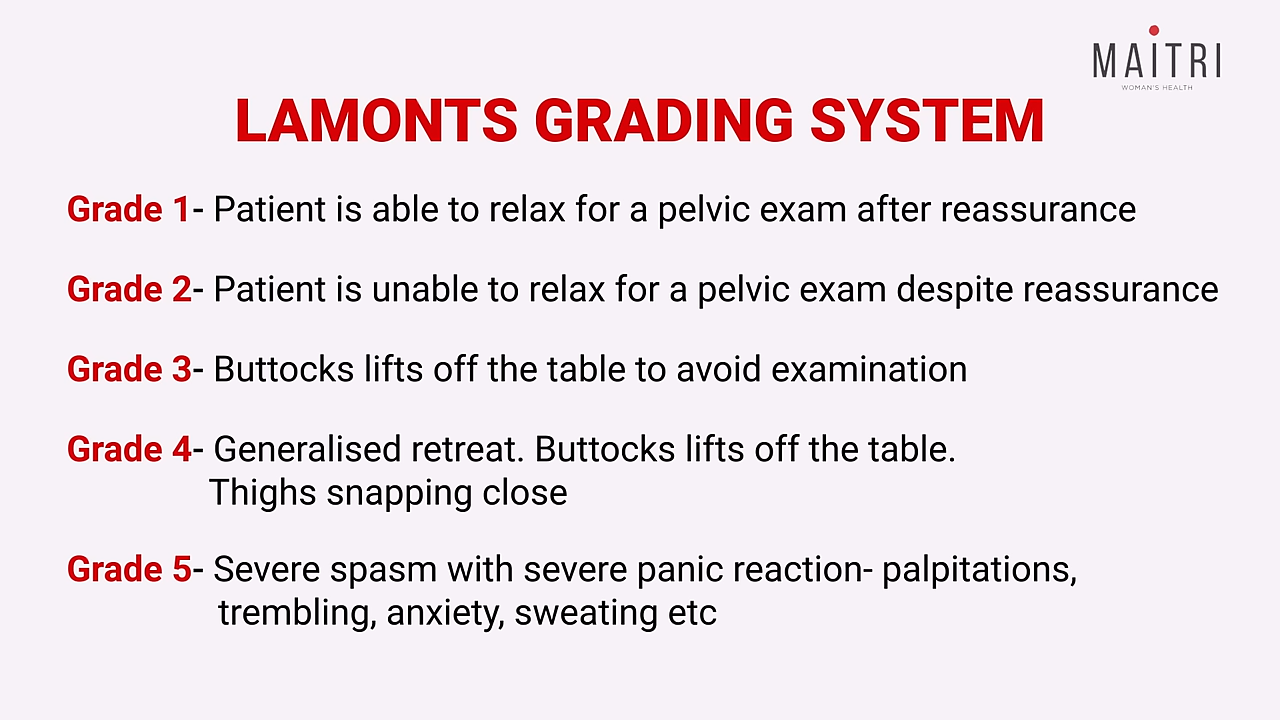 MAITRI
WOMAN'S HEALTH
LAMONTS GRADING SYSTEM
Grade 1- Patient is able to relax for a pelvic exam after reassurance
Grade 2- Patient is unable to relax for a pelvic exam despite reassurance
Grade 3- Buttocks lifts off the table to avoid examination
Grade 4- Generalised retreat. Buttocks lifts off the table.
Thighs snapping close
Grade 5- Severe spasm with severe panic reaction- palpitations,
trembling, anxiety, sweating etc